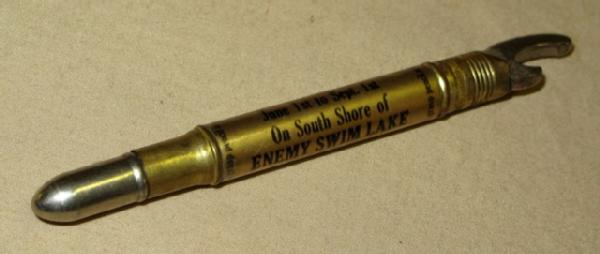 June 1st to Sept. 1st
On South Shore of
ENEMY SWIM LAKE